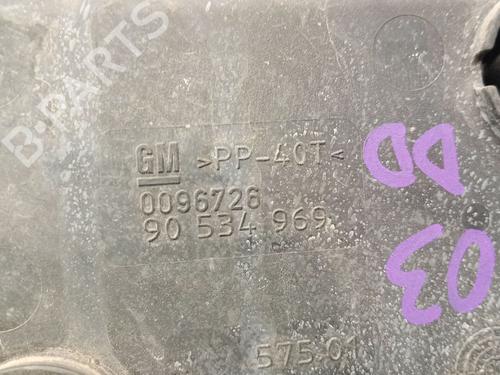 B-PARTS
GM >PP-40T<
0096726
90 534 969
575.01
DD
03